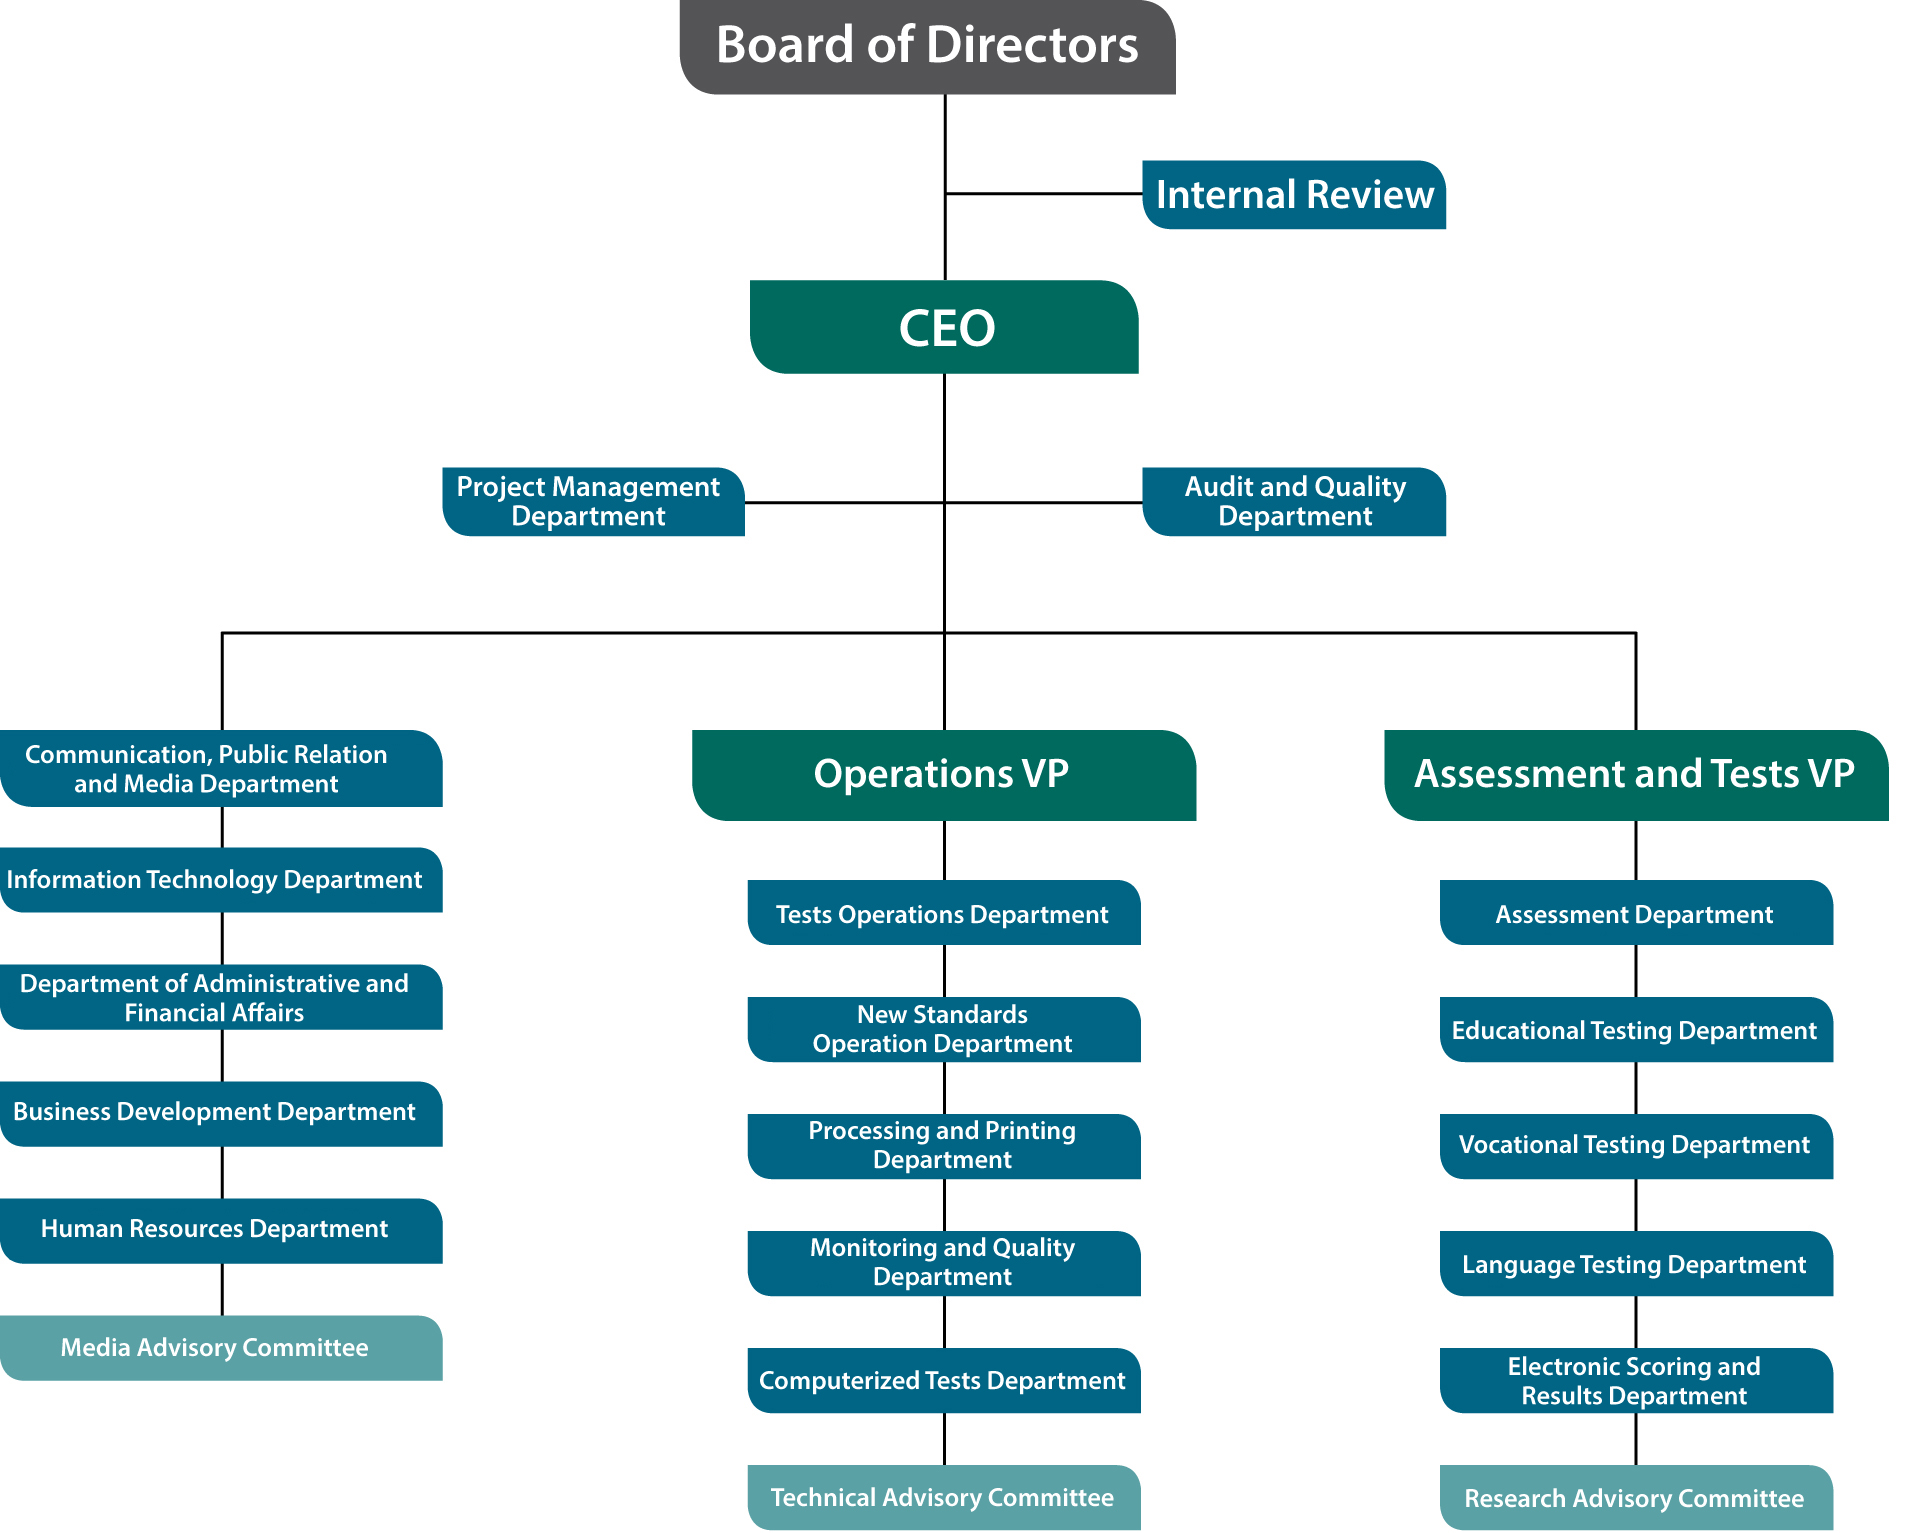 Board of Directors
Internal Review
CEO
Project Management
Department
Audit and Quality
Department
Communication, Public Relation
and Media Department
Information Technology Department
Department of Administrative and
Financial Affairs
Business Development Department
Human Resources Department
Media Advisory Committee
Operations VP
Tests Operations Department
New Standards
Operation Department
Processing and Printing
Department
Monitoring and Quality
Department
Computerized Tests Department
Technical Advisory Committee
Assessment and Tests VP
Assessment Department
Educational Testing Department
Vocational Testing Department
Language Testing Department
Electronic Scoring and
Results Department
Research Advisory Committee